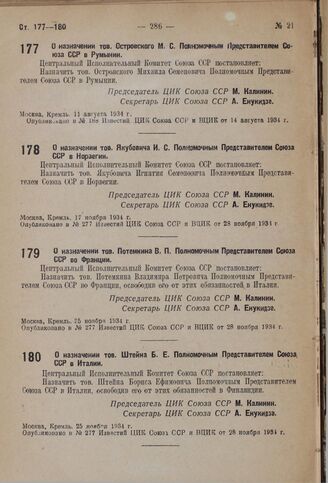 Ст. 177—180 — 286 — № 21
177 О назначении тов. Островского М. С. Полномочным Представителем Союза ССР в Румынии.
Центральный Исполнительный Комитет Союза ССР постановляет:
Назначить тов. Островского Михаила Семеновича Полномочным Представителем Союза ССР в Румынии.
Председатель ЦИК Союза ССР М. Калинин.
Секретарь ЦИК Союза ССР А. Енукидзе.
Москва, Кремль. 11 августа 1934 г.
Опубликовано в № 188 Известий ЦИК Союза ССР и ВЦИК от 14 августа 1934 г.
178 О назначении тов. Якубовича И. С. Полномочным Представителем Союза ССР в Норвегии.
Центральный Исполнительный Комитет Союза ССР постановляет:
Назначить тов. Якубовича Игнатия Семеновича Полномочным Представителем Союза ССР в Норвегии.
Председатель ЦИК Союза ССР М. Калинин.
Секретарь ЦИК Союза ССР А. Енукидзе.
Москва, Кремль, 17 ноября 1934 г.
Опубликовано в № 277 Известий ЦИК Союза ССР и ВЦИК от 28 ноября 1934 г.
179 О назначении тов. Потемкина В. П. Полномочным Представителем Союза ССР во Франции.
Центральный Исполнительный Комитет Союза ССР постановляет:
Назначить тов. Потемкина Владимира Петровича Полномочным Представителем Союза ССР во Франции, освободив его от этих обязанностей в Италии.
Председатель ЦИК Союза ССР М. Калинин.
Секретарь ЦИК Союза ССР А. Енукидзе.
Москва, Кремль, 25 ноября 1934 г.
Опубликовано в № 277 Известий ЦИК Союза ССР и ВЦИК от 28 ноября 1934 г.
180 О назначении тов. Штейна Б. Е. Полномочным Представителем Союза ССР в Италии.
Центральный Исполнительный Комитет Союза ССР постановляет:
Назначить тов. Штейна Бориса Ефимовича Полномочным Представителем Союза ССР в Италии, освободив его от этих обязанностей в Финляндии.
Председатель ЦИК Союза ССР М. Калинин.
Секретарь ЦИК Союза ССР А. Енукидзе.
Москва, Кремль, 25 ноября 1934 г.
Опубликовано в № 277 Известий ЦИК Союза ССР и ВЦИК от 28 ноября 1934 г.